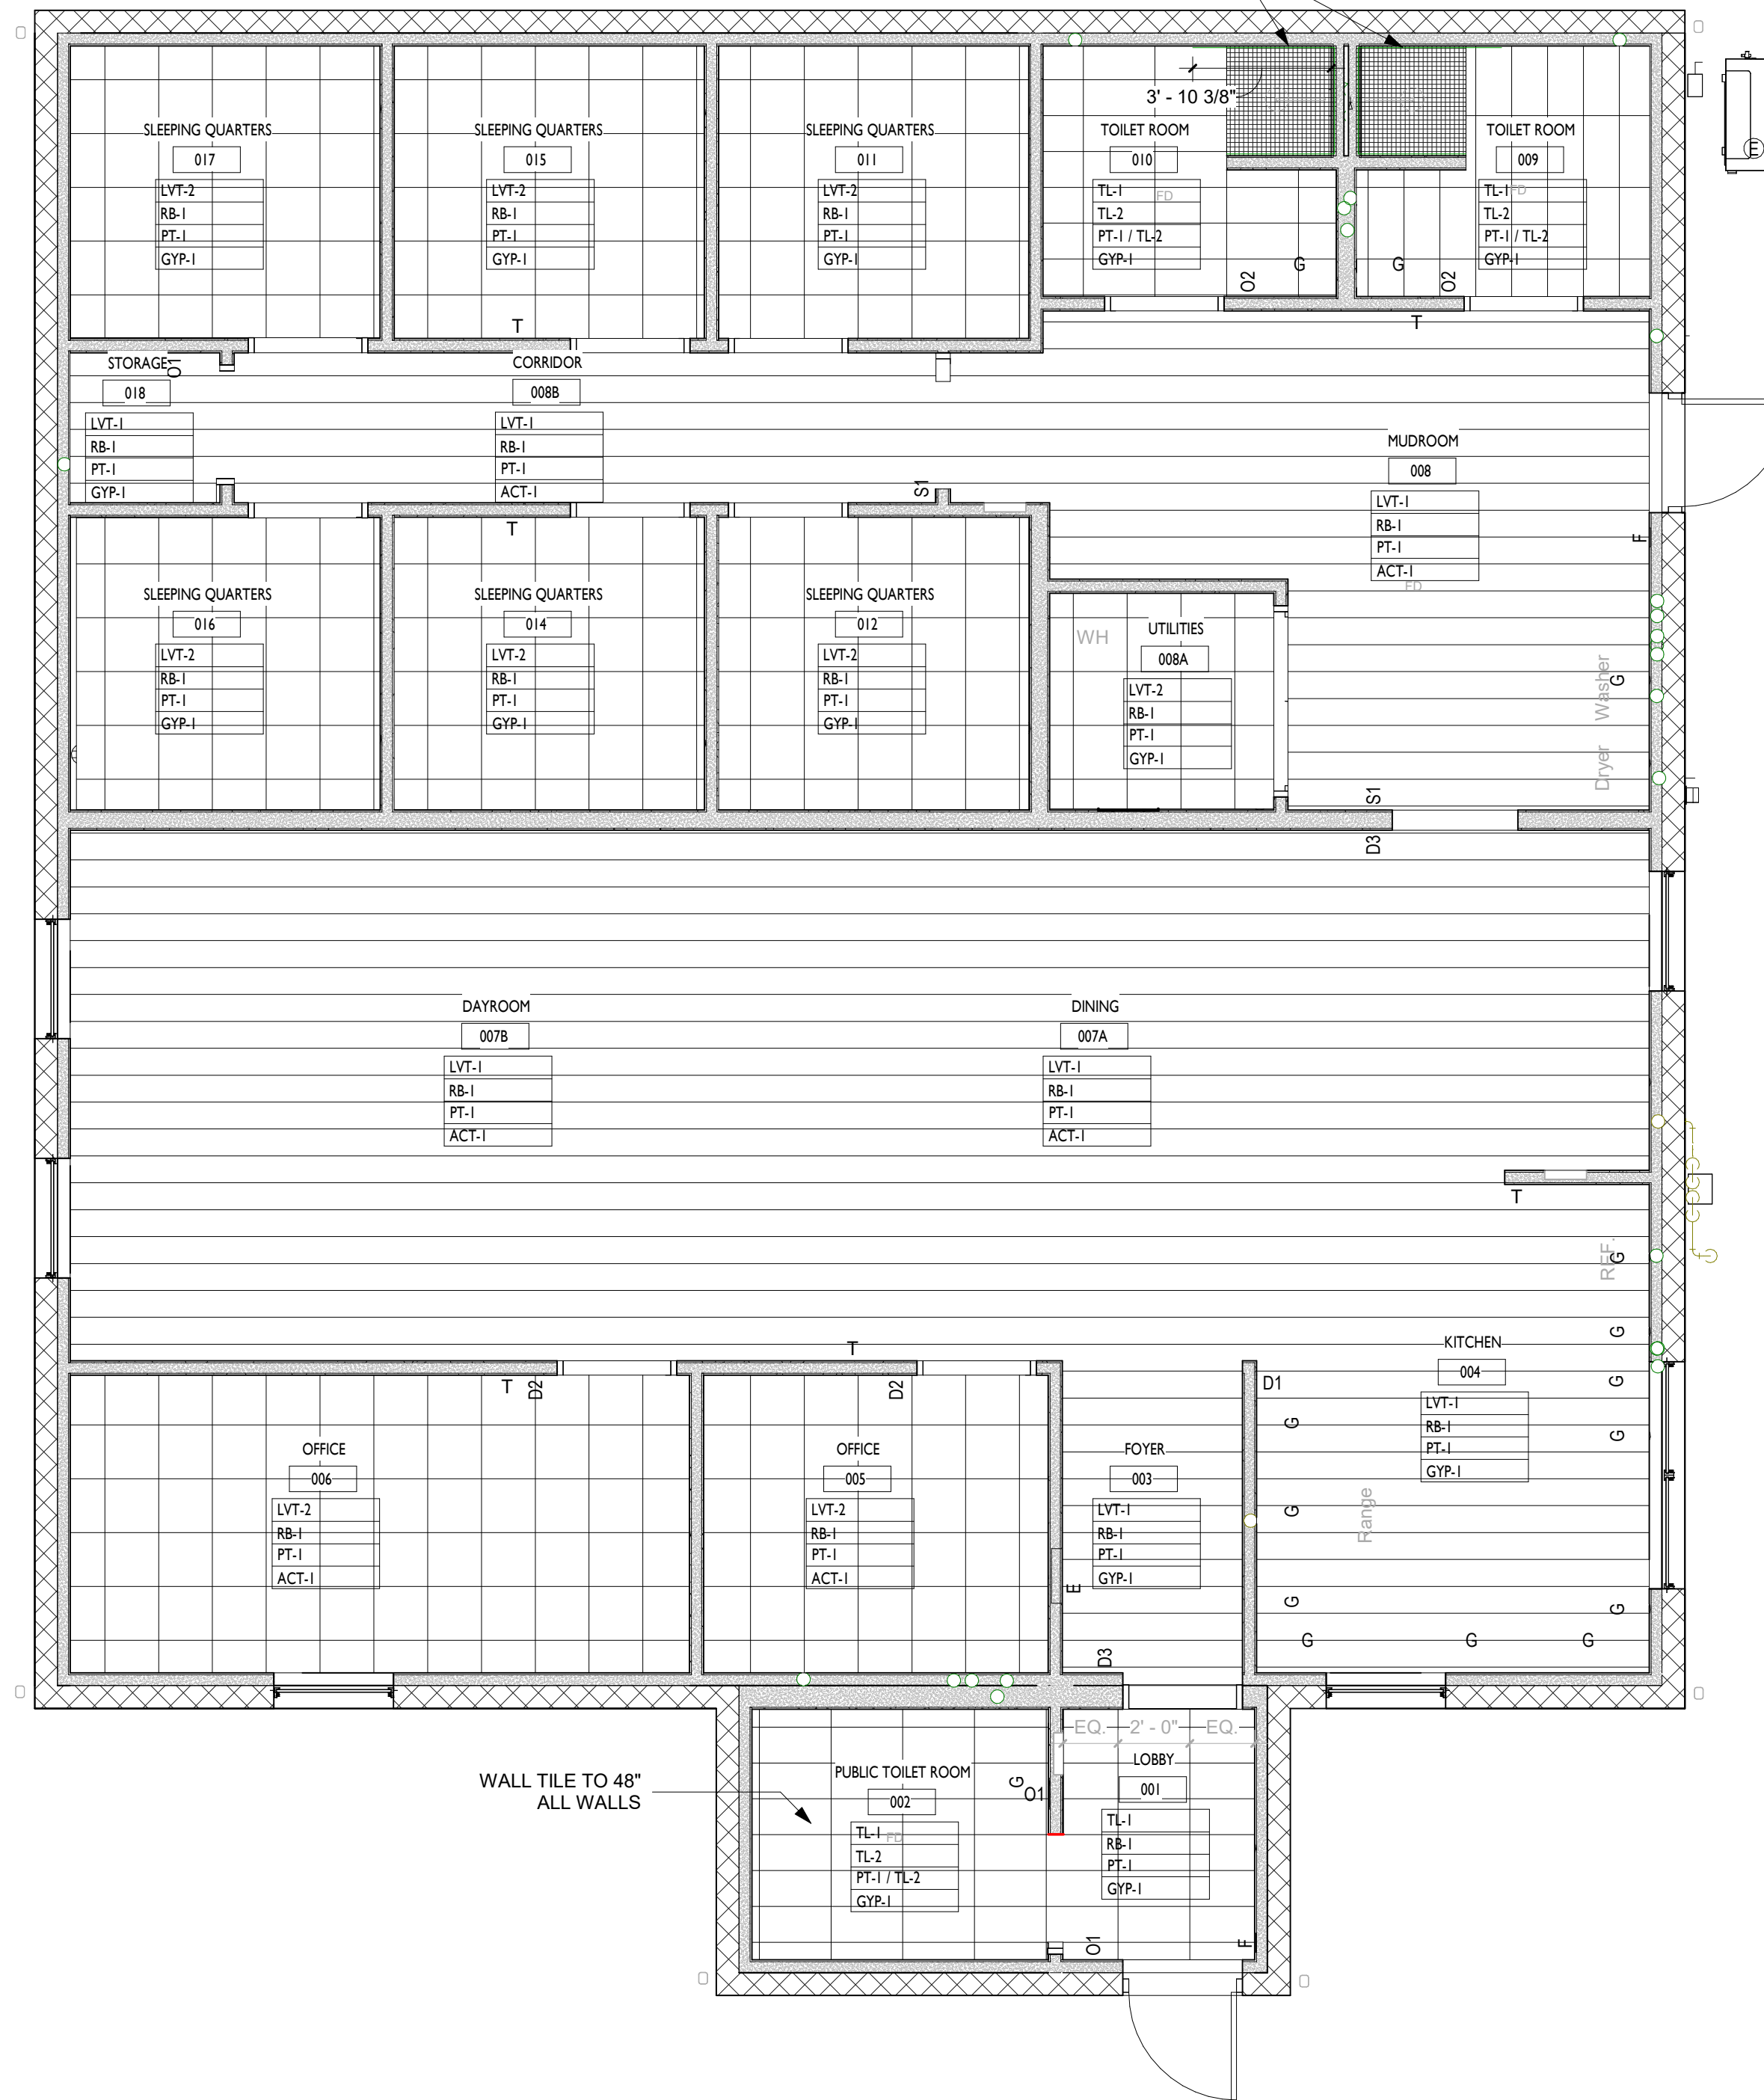 3' - 10 3/8"
SLEEPING QUARTERS
017
LVT-2
RB-1
PT-1
GYP-1
SLEEPING QUARTERS
015
LVT-2
RB-1
PT-1
GYP-1
SLEEPING QUARTERS
011
LVT-2
RB-1
PT-1
GYP-1
TOILET ROOM
010
TL-1
TL-2
PT-1 / TL-2
GYP-1
FD
TOILET ROOM
009
TL-1
TL-2
PT-1 / TL-2
GYP-1
FD
E
O2
G
G
O2
T
T
STORAGE
018
LVT-1
RB-1
PT-1
GYP-1
O1
CORRIDOR
008B
LVT-1
RB-1
PT-1
ACT-1
T
S1
MUDROOM
008
LVT-1
RB-1
PT-1
ACT-1
FD
F
SLEEPING QUARTERS
016
LVT-2
RB-1
PT-1
GYP-1
SLEEPING QUARTERS
014
LVT-2
RB-1
PT-1
GYP-1
SLEEPING QUARTERS
012
LVT-2
RB-1
PT-1
GYP-1
WH
UTILITIES
008A
LVT-2
RB-1
PT-1
GYP-1
Washer
G
Dryer
S1
D3
DAYROOM
007B
LVT-1
RB-1
PT-1
ACT-1
DINING
007A
LVT-1
RB-1
PT-1
ACT-1
T
REF.
G
G
T
KITCHEN
004
LVT-1
RB-1
PT-1
GYP-1
D1
G
G
G
G
G
G
G
G
G
Range
T
D2
D2
OFFICE
006
LVT-2
RB-1
PT-1
ACT-1
OFFICE
005
LVT-2
RB-1
PT-1
ACT-1
FOYER
003
LVT-1
RB-1
PT-1
GYP-1
E
D3
EQ.
2' - 0"
EQ.
WALL TILE TO 48"
ALL WALLS
PUBLIC TOILET ROOM
002
TL-1
TL-2
PT-1 / TL-2
GYP-1
FD
G
O1
LOBBY
001
TL-1
RB-1
PT-1
GYP-1
O1
F